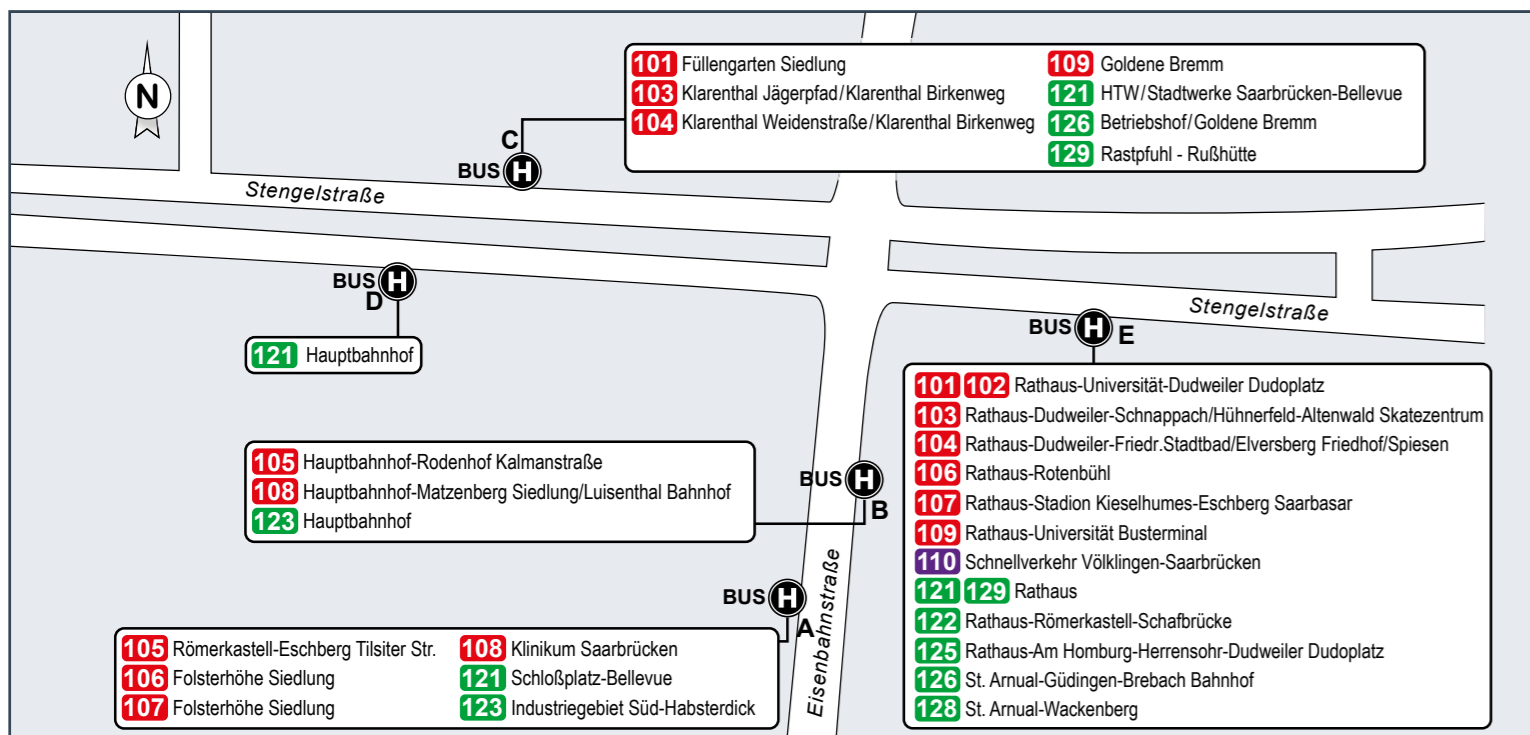 N
C
BUS H
101 Füllengarten Siedlung
103 Klarenthal Jägerpfad/Klarenthal Birkenweg
104 Klarenthal Weidenstraße/Klarenthal Birkenweg
109 Goldene Bremm
121 HTW/Stadtwerke Saarbrücken-Bellevue
126 Betriebshof/Goldene Bremm
129 Rastpfuhl - Rußhütte
Stengelstraße
BUS H
D
121 Hauptbahnhof
Stengelstraße
BUS H
E
101 102 Rathaus-Universität-Dudweiler Dudoplatz
103 Rathaus-Dudweiler-Schnappach/Hühnerfeld-Altenwald Skatezentrum
104 Rathaus-Dudweiler-Friedr.Stadtbad/Elversberg Friedhof/Spiesen
106 Rathaus-Rotenbühl
107 Rathaus-Stadion Kieselhumes-Eschberg Saarbasar
109 Rathaus-Universität Busterminal
110 Schnellverkehr Völklingen-Saarbrücken
121 129 Rathaus
122 Rathaus-Römerkastell-Schafbrücke
125 Rathaus-Am Homburg-Herrensohr-Dudweiler Dudoplatz
126 St. Arnual-Güdingen-Brebach Bahnhof
128 St. Arnual-Wackenberg
105 Hauptbahnhof-Rodenhof Kalmanstraße
108 Hauptbahnhof-Matzenberg Siedlung/Luisenthal Bahnhof
123 Hauptbahnhof
BUS H
B
BUS H
A
Eisenbahnstraße
105 Römerkastell-Eschberg Tilsiter Str.
106 Folsterhöhe Siedlung
107 Folsterhöhe Siedlung
108 Klinikum Saarbrücken
121 Schloßplatz-Bellevue
123 Industriegebiet Süd-Habsterdick